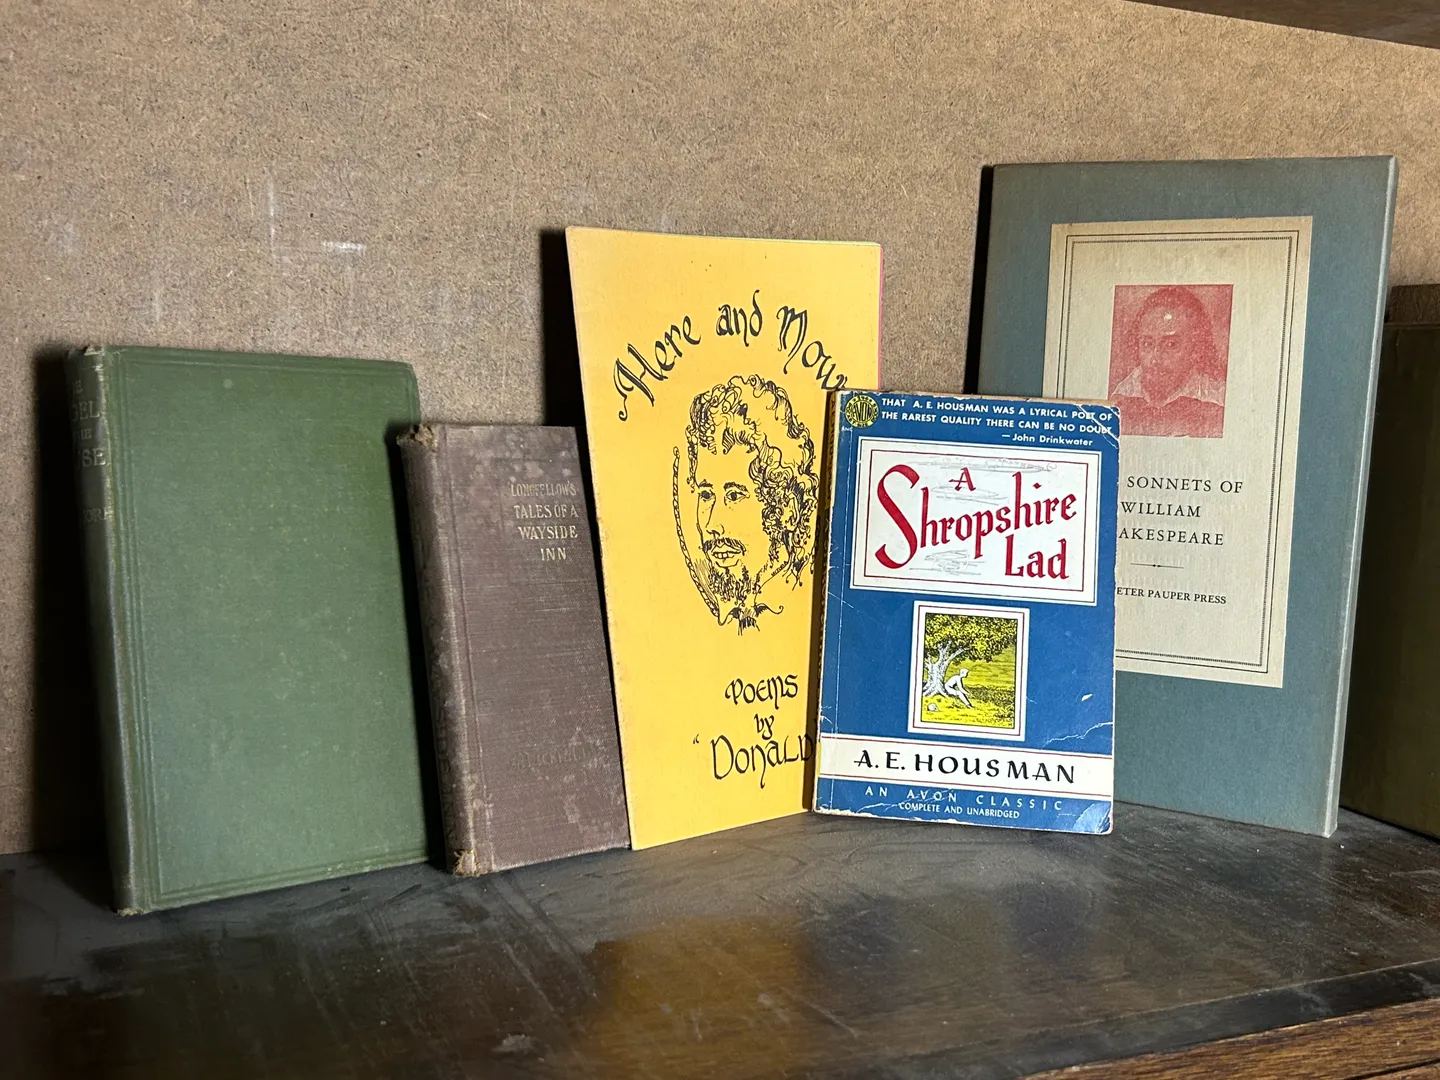 LONGFELLOW'S
TALES OF A
WAYSIDE
INN
Here and Now
Poems
by
"Donald
AVON
THAT A. E. HOUSMAN WAS A LYRICAL POET OF
THE RAREST QUALITY THERE CAN BE NO DOUBT
— John Drinkwater
A
Shropshire
Lad
A. E. HOUSMAN
AN AVON CLASSIC
COMPLETE AND UNABRIDGED
SONNETS OF
WILLIAM
AKESPEARE
ETER PAUPER PRESS